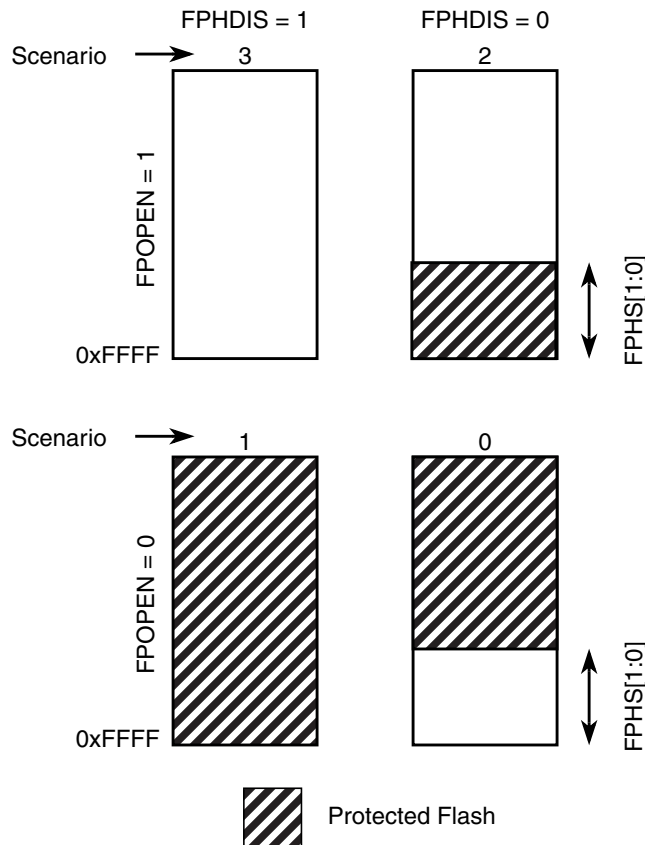 FPHDIS = 1
FPHDIS = 0
Scenario
3
2
FPOPEN = 1
FPHS[1:0]
0xFFFF
Scenario
1
0
FPOPEN = 0
FPHS[1:0]
0xFFFF
Protected Flash